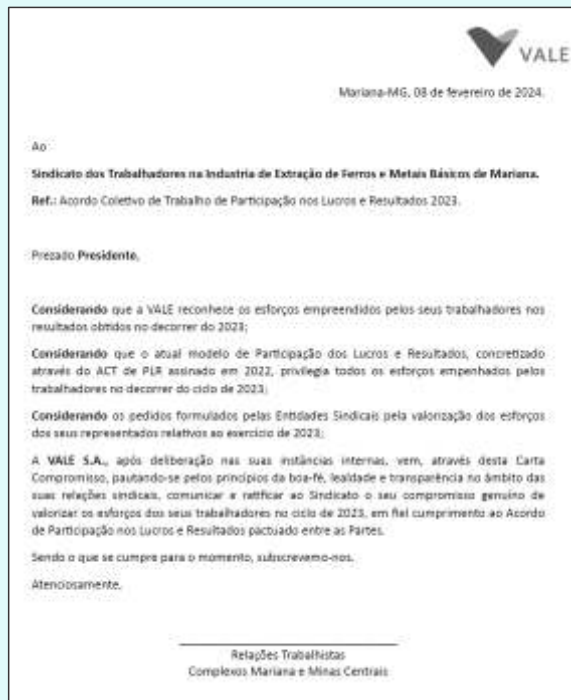 VALE
Mariana-MG, 08 de fevereiro de 2024.
Ao
Sindicato dos Trabalhadores na Industria de Extração de Ferros e Metais Básicos de Mariana.
Ref.: Acordo Coletivo de Trabalho de Participação nos Lucros e Resultados 2023.
Prezado Presidente,
Considerando que a VALE reconhece os esforços empreendidos pelos seus trabalhadores nos
resultados obtidos no decorrer do 2023;
Considerando que o atual modelo de Participação dos Lucros e Resultados, concretizado
através do ACT de PLR assinado em 2022, privilegia todos os esforços empenhados pelos
trabalhadores no decorrer do ciclo de 2023;
Considerando os pedidos formulados pelas Entidades Sindicais pela valorização dos esforços
dos seus representados relativos ao exercício de 2023;
A VALE S.A., após deliberação nas suas instâncias internas, vem, através desta Carta
Compromisso, pautando-se pelos princípios da boa-fé, lealdade e transparência no âmbito das
suas relações sindicais, comunicar e ratificar ao Sindicato o seu compromisso genuíno de
valorizar os esforços dos seus trabalhadores no ciclo de 2023, em fiel cumprimento ao Acordo
de Participação nos Lucros e Resultados pactuado entre as Partes.
Sendo o que se cumpre para o momento, subscrevemo-nos.
Atenciosamente,
Relações Trabalhistas
Complexos Mariana e Minas Centrais